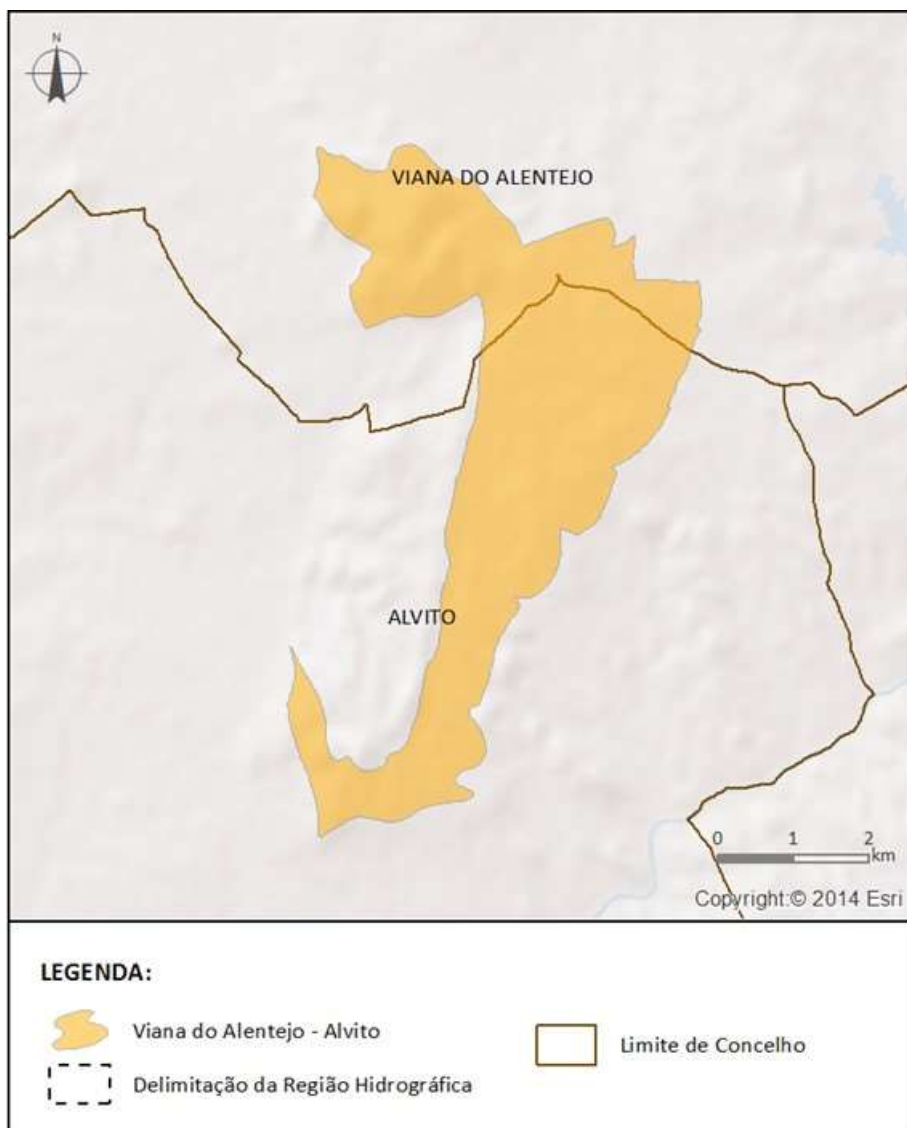 N
VIANA DO ALENTEJO
ALVITO
0 1 2
km
Copyright:© 2014 Esri
LEGENDA:
Viana do Alentejo - Alvito
Limite de Concelho
Delimitação da Região Hidrográfica